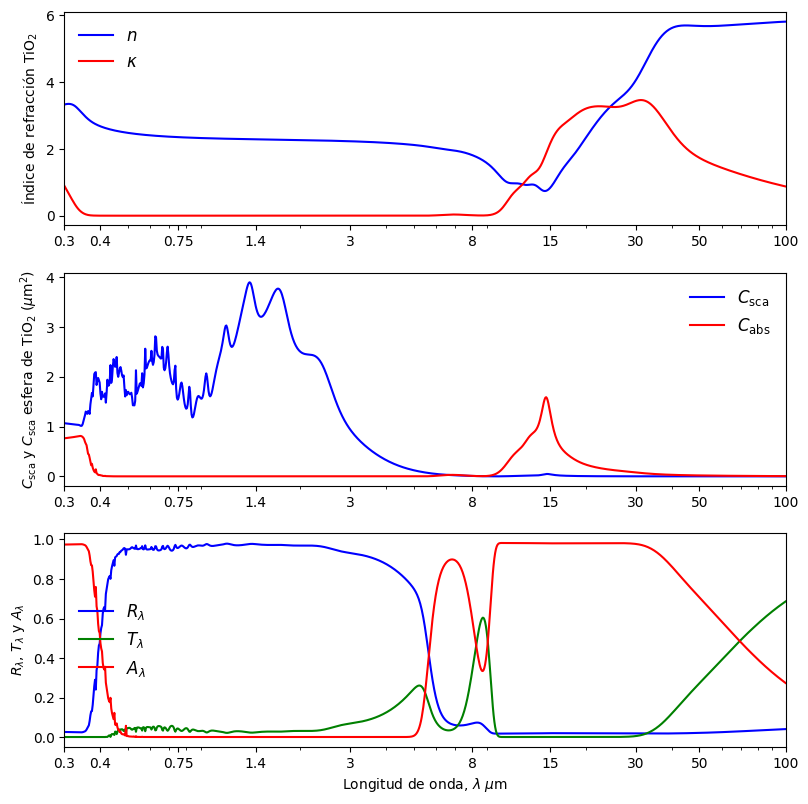 Índice de refracción TiO₂
6
4
2
0
n
κ
0.3 0.4 0.75 1.4 3 8 15 30 50 100
C_sca y C_sca esfera de TiO₂ (μm²)
4
3
2
1
0
C_sca
C_abs
0.3 0.4 0.75 1.4 3 8 15 30 50 100
R_λ, T_λ y A_λ
1.0
0.8
0.6
0.4
0.2
0.0
R_λ
T_λ
A_λ
0.3 0.4 0.75 1.4 3 8 15 30 50 100
Longitud de onda, λ μm